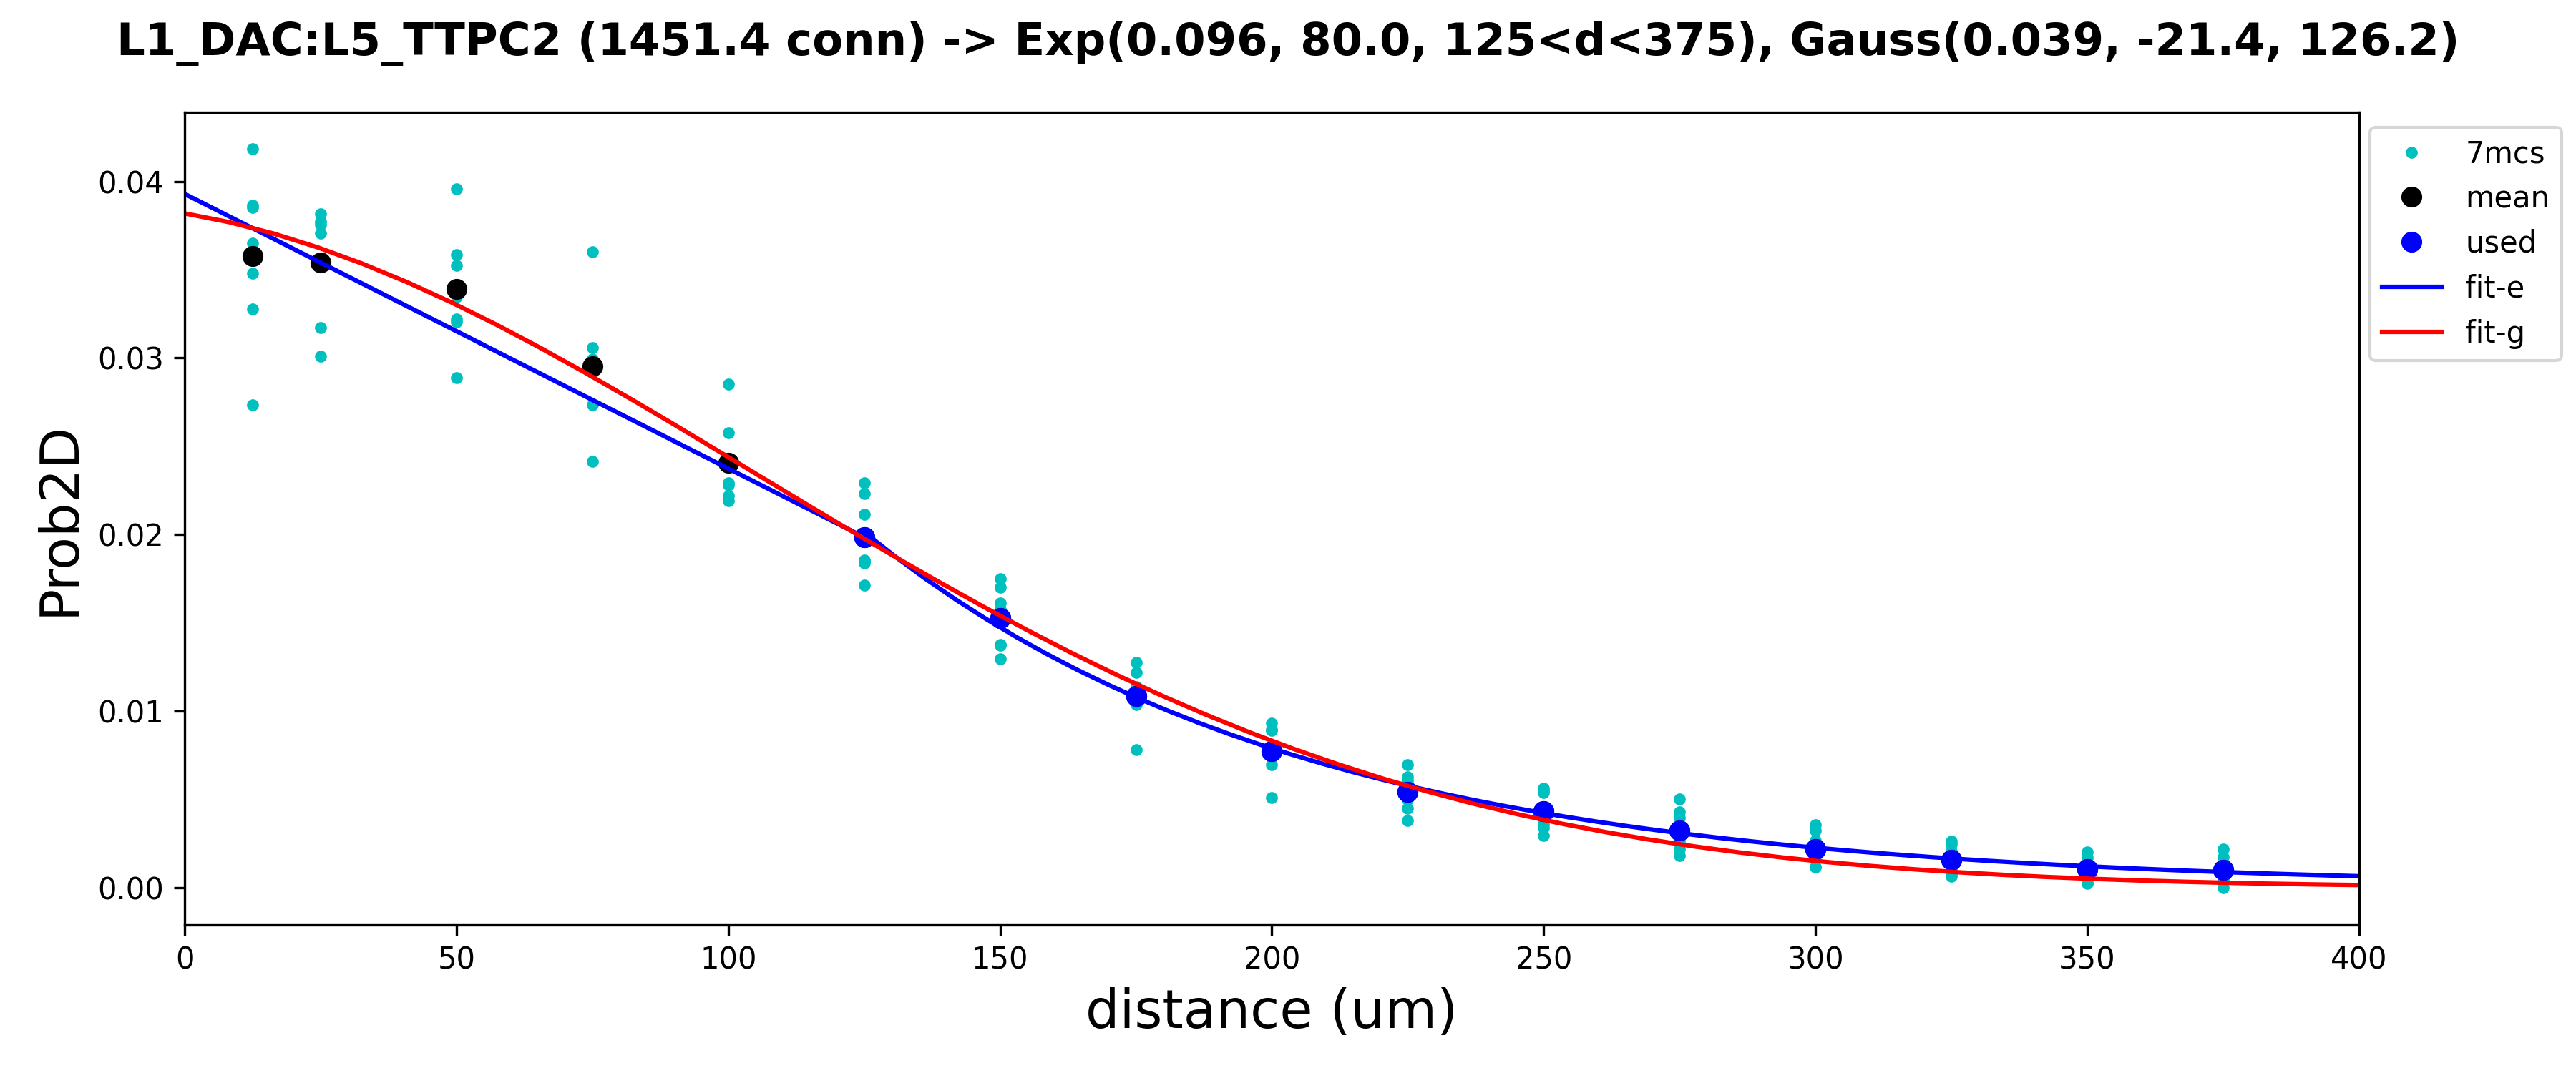 L1_DAC:L5_TTPC2 (1451.4 conn) -> Exp(0.096, 80.0, 125<d<375), Gauss(0.039, -21.4, 126.2)
7mcs
mean
used
fit-e
fit-g
Prob2D
0.04
0.03
0.02
0.01
0.00
0 50 100 150 200 250 300 350 400
distance (um)